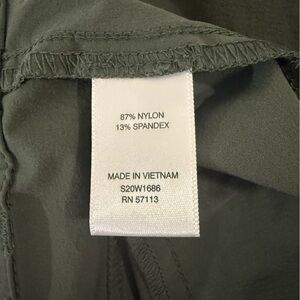 87% NYLON
13% SPANDEX
MADE IN VIETNAM
S20W1686
RN 57113